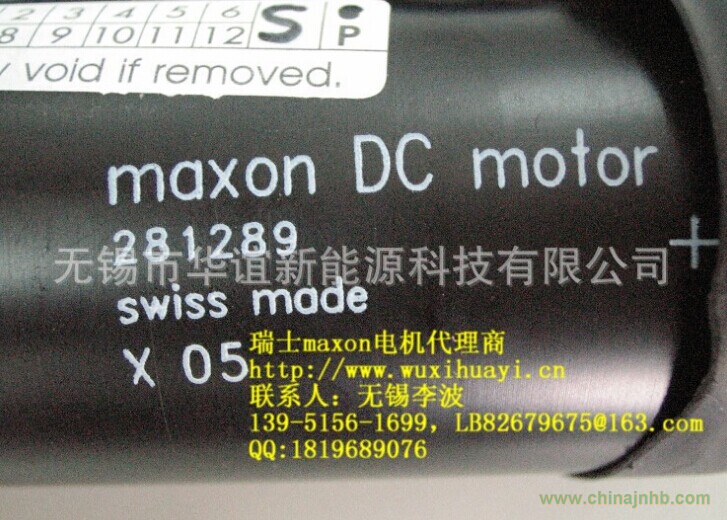 2 3 4 5 6 S P
8 9 10 11 12
void if removed.
maxon DC motor
281289
+
无锡市华谊新能源科技有限公司
swiss made
X 05
瑞士maxon电机代理商
http://www.wuxihuayi.cn
联系人：无锡李波
139-5156-1699，LB82679675@163.com
QQ:1819689076
www.chinajnhb.com